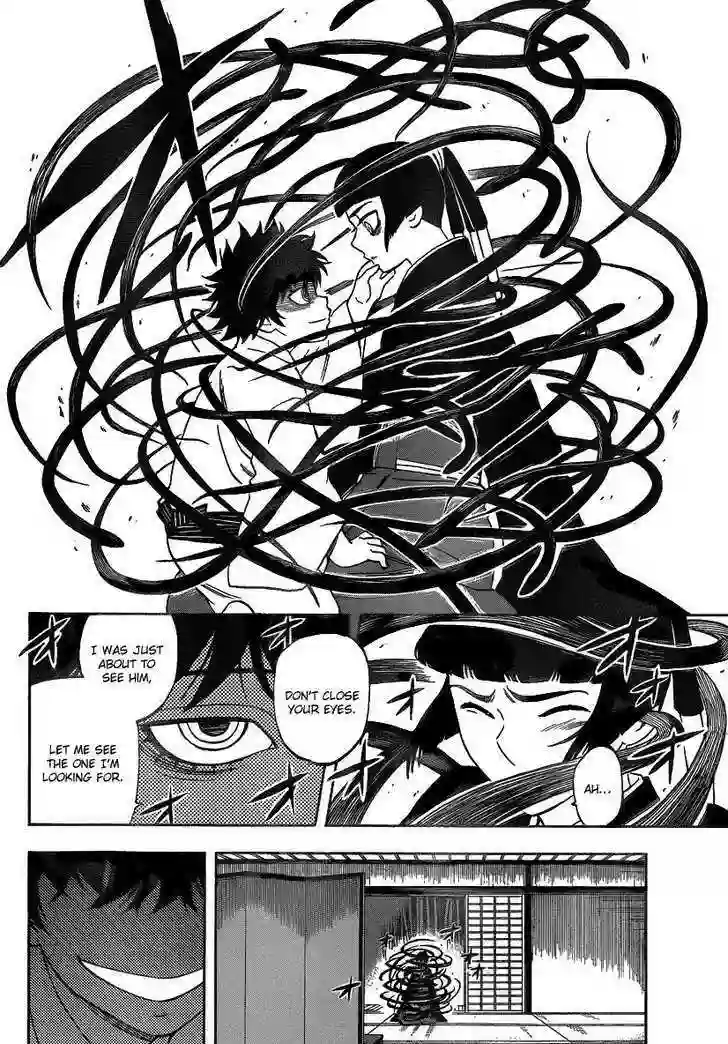 AH...
DON'T CLOSE
YOUR EYES.
I WAS JUST
ABOUT TO
SEE HIM,
LET ME SEE
THE ONE I'M
LOOKING FOR.